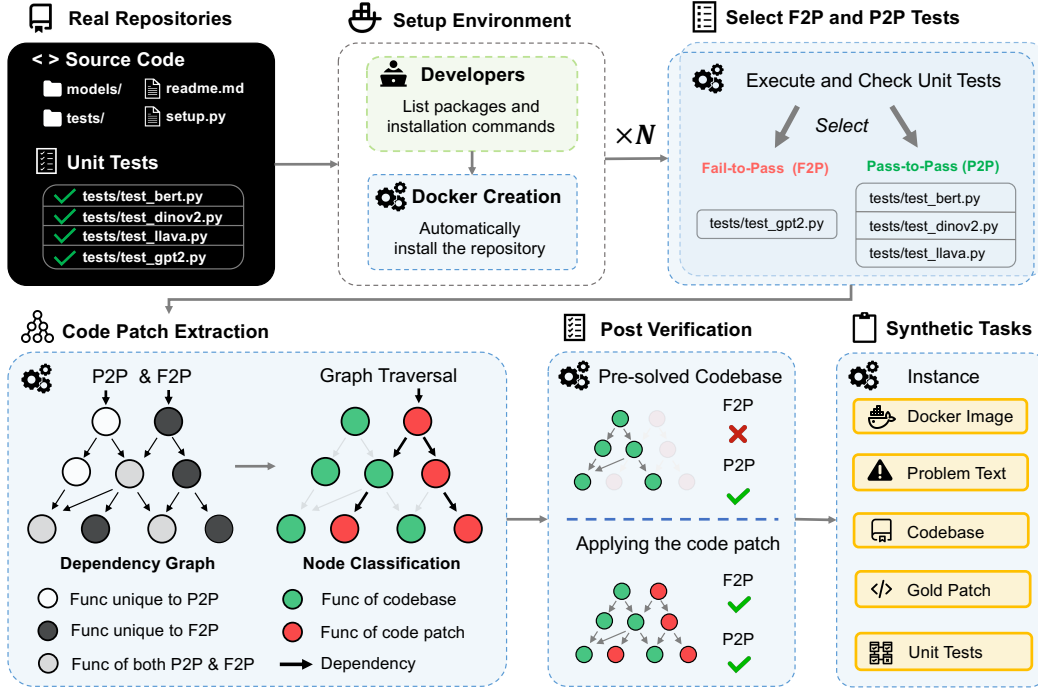 Real Repositories
< > Source Code
models/
readme.md
tests/
setup.py
Unit Tests
tests/test_bert.py
tests/test_dinov2.py
tests/test_llava.py
tests/test_gpt2.py
Setup Environment
Developers
List packages and
installation commands
Docker Creation
Automatically
install the repository
×N
Select F2P and P2P Tests
Execute and Check Unit Tests
Select
Fail-to-Pass (F2P)
Pass-to-Pass (P2P)
tests/test_gpt2.py
tests/test_bert.py
tests/test_dinov2.py
tests/test_llava.py
Code Patch Extraction
P2P & F2P
Graph Traversal
Dependency Graph
Node Classification
Func unique to P2P
Func of codebase
Func unique to F2P
Func of code patch
Func of both P2P & F2P
Dependency
Post Verification
Pre-solved Codebase
F2P
P2P
Applying the code patch
F2P
P2P
Synthetic Tasks
Instance
Docker Image
Problem Text
Codebase
Gold Patch
Unit Tests